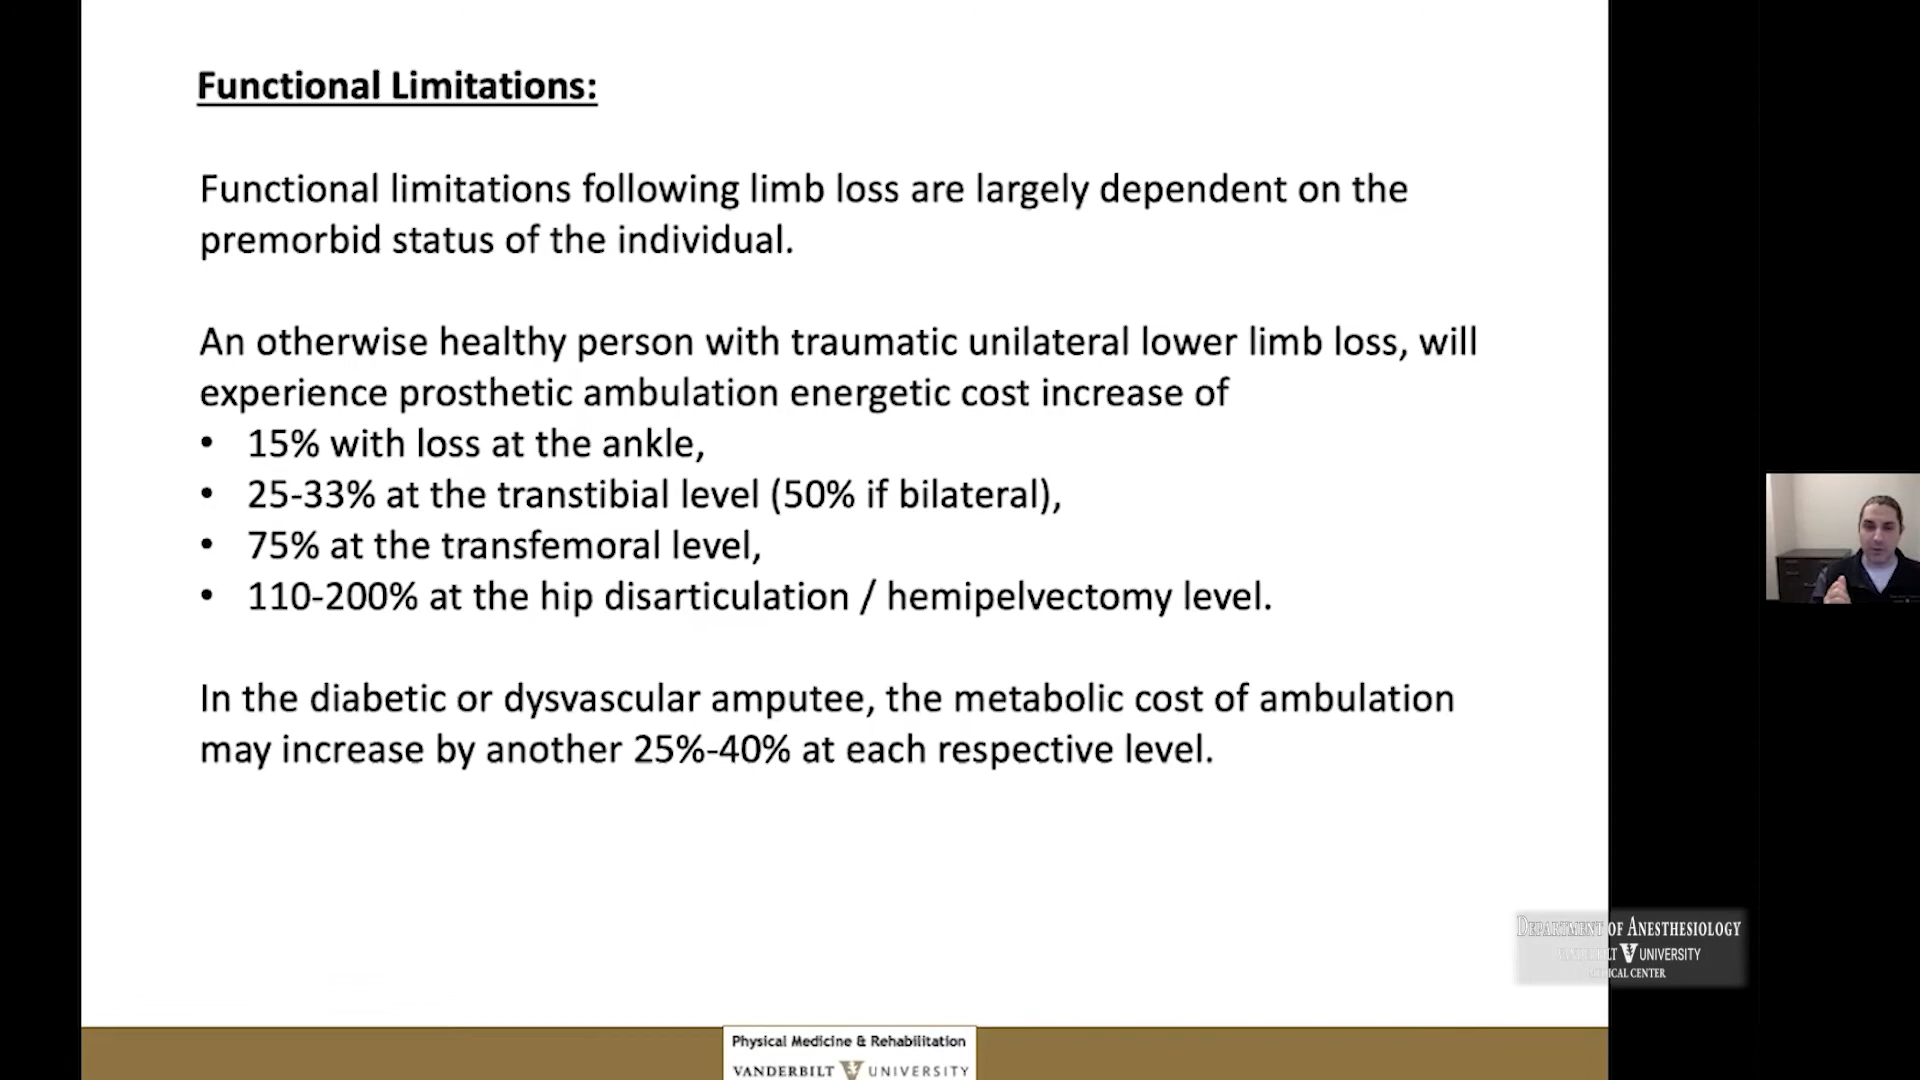 Functional Limitations:
Functional limitations following limb loss are largely dependent on the
premorbid status of the individual.
An otherwise healthy person with traumatic unilateral lower limb loss, will
experience prosthetic ambulation energetic cost increase of
• 15% with loss at the ankle,
• 25-33% at the transtibial level (50% if bilateral),
• 75% at the transfemoral level,
• 110-200% at the hip disarticulation / hemipelvectomy level.
In the diabetic or dysvascular amputee, the metabolic cost of ambulation
may increase by another 25%-40% at each respective level.
DEPARTMENT OF ANESTHESIOLOGY
VANDERBILT UNIVERSITY
MEDICAL CENTER
Physical Medicine & Rehabilitation
VANDERBILT UNIVERSITY